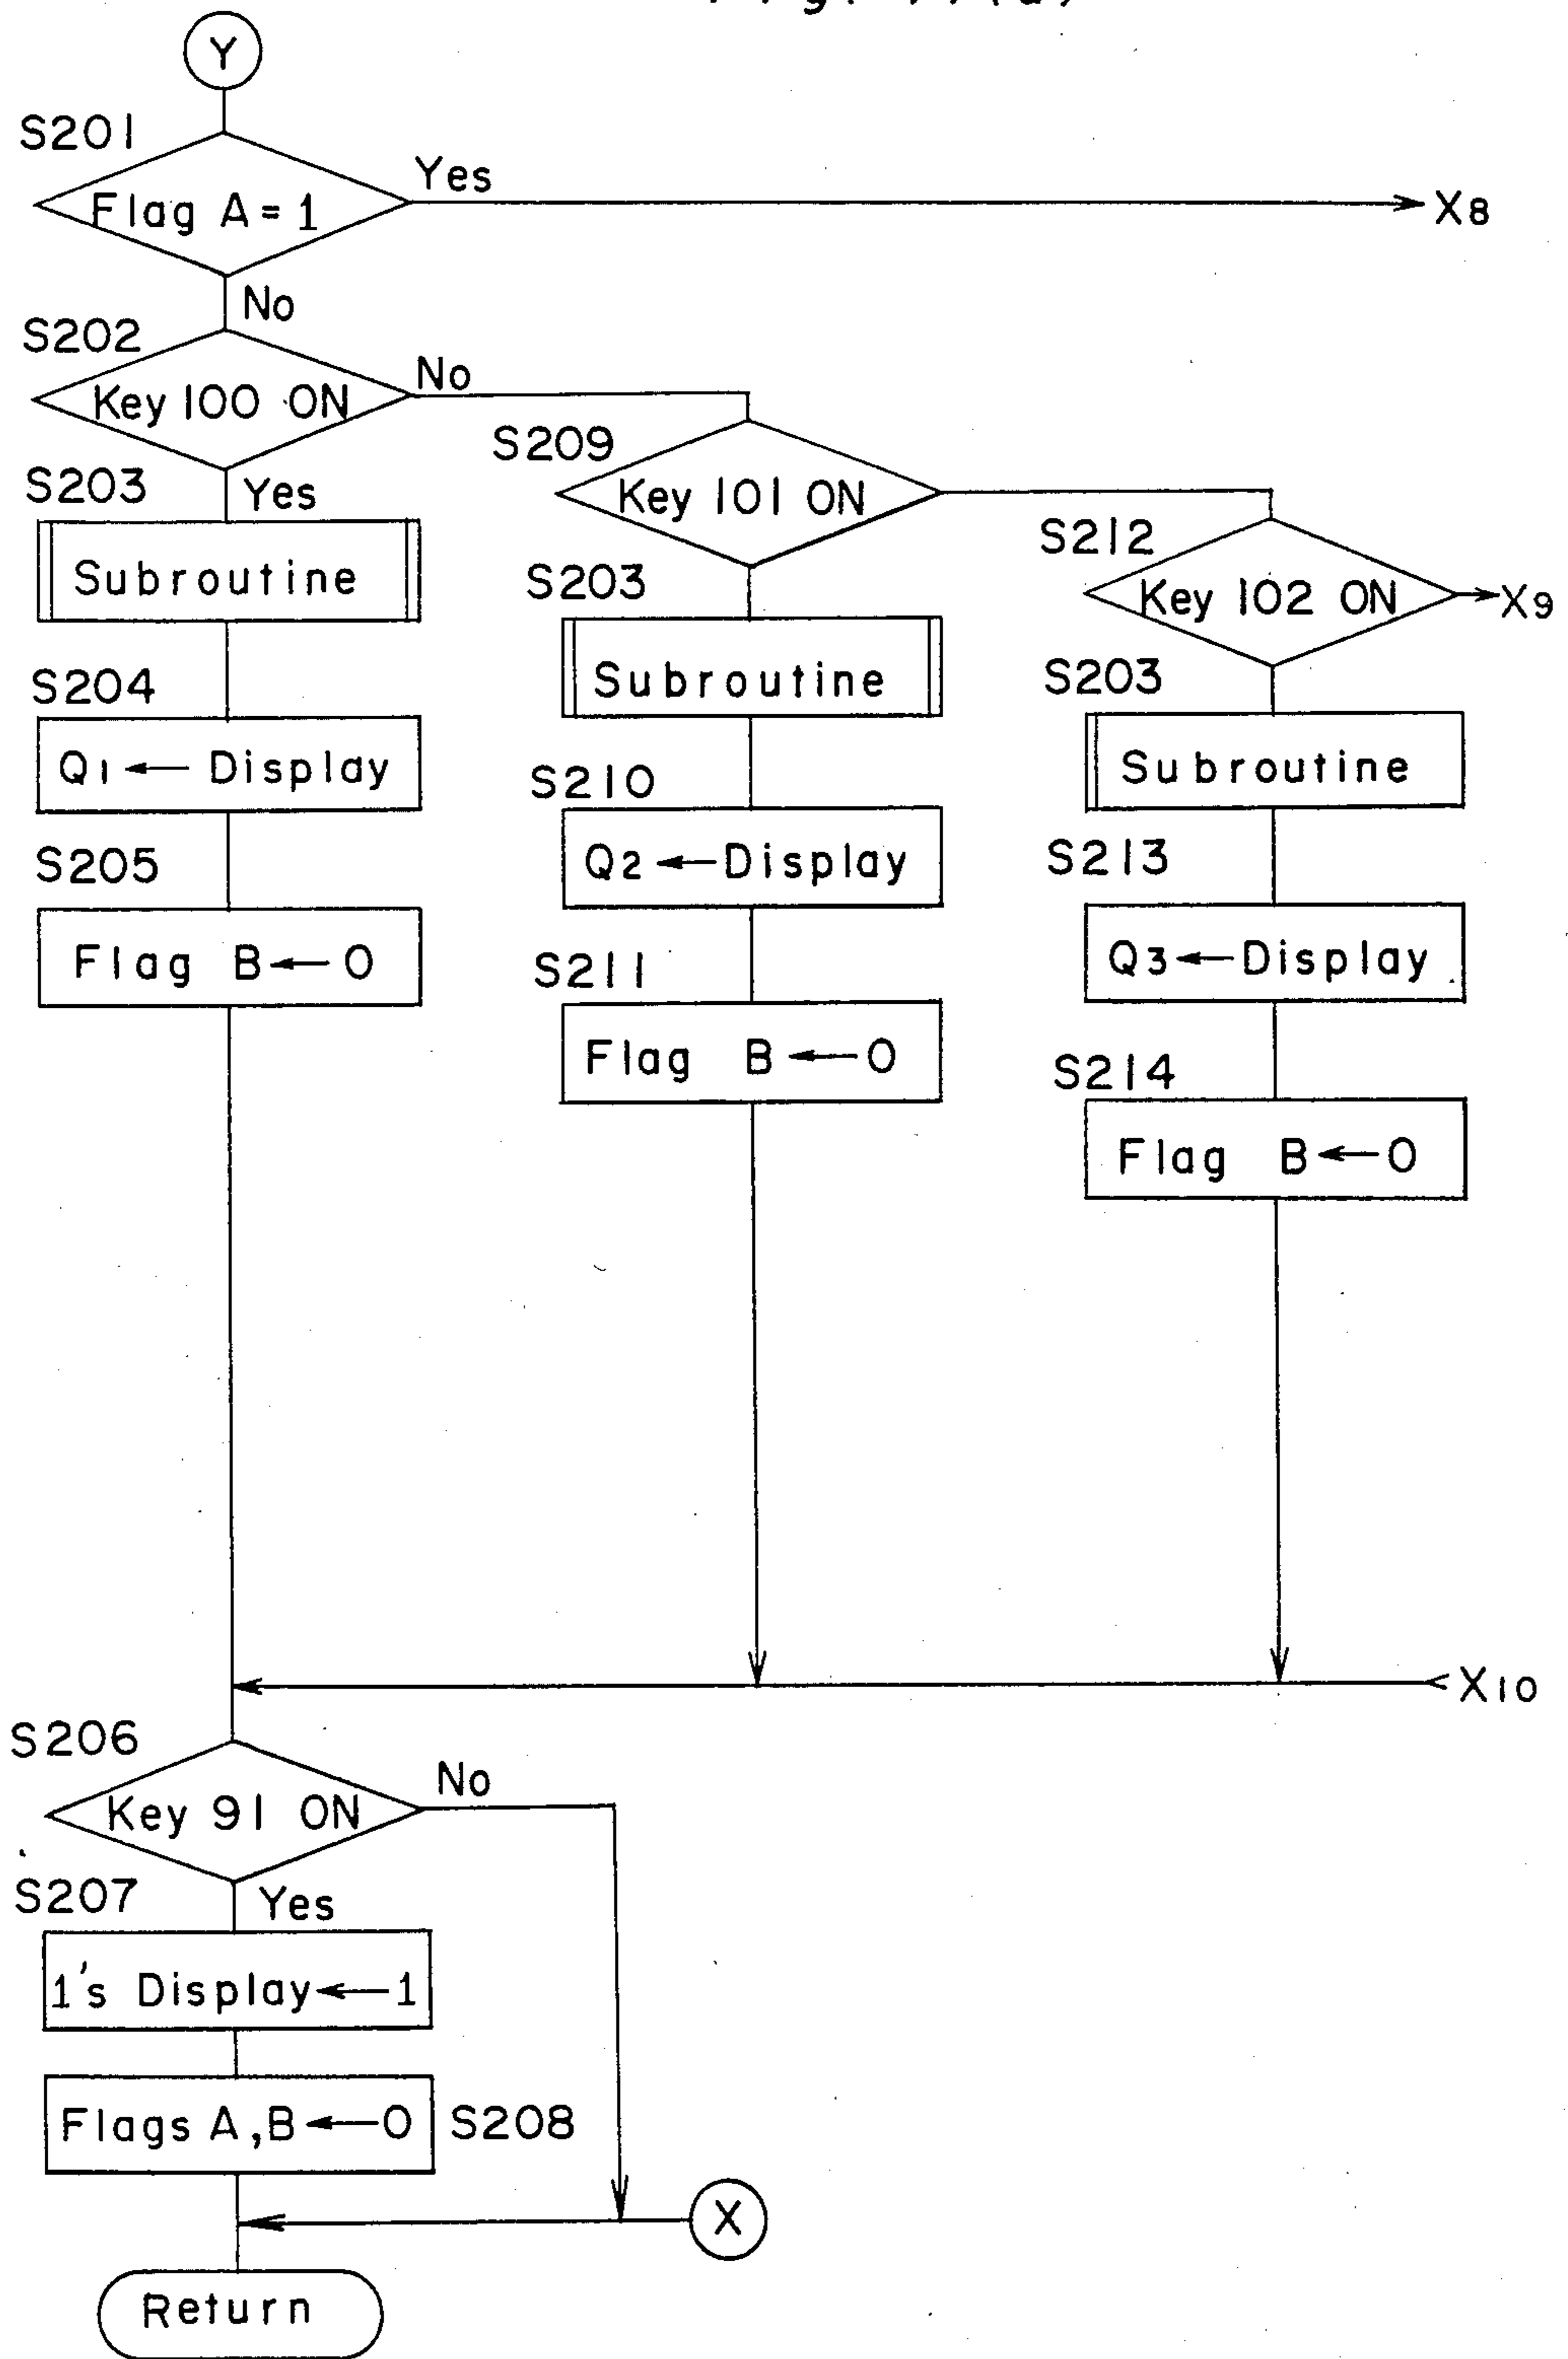 Y
S201
Flag A = 1
Yes
X8
No
S202
Key 100 ON
No
S209
Key 101 ON
S212
Key 102 ON
X9
S203
Yes
Subroutine
S204
Q1 ← Display
S205
Flag B ← 0
S203
Subroutine
S210
Q2 ← Display
S211
Flag B ← 0
S203
Subroutine
S213
Q3 ← Display
S214
Flag B ← 0
X10
S206
Key 91 ON
No
S207
Yes
1's Display ← 1
Flags A, B ← 0
S208
X
Return